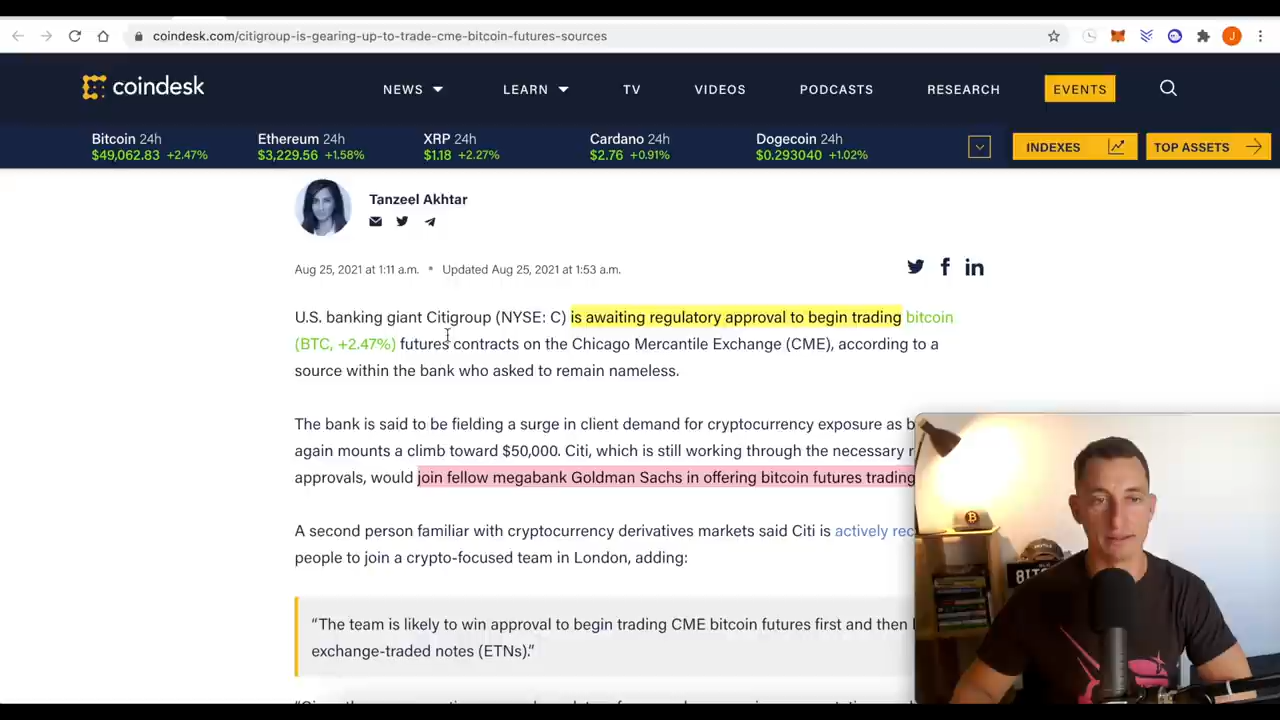 coindesk.com/citigroup-is-gearing-up-to-trade-cme-bitcoin-futures-sources
J
coindesk
NEWS LEARN TV VIDEOS PODCASTS RESEARCH EVENTS
Bitcoin 24h Ethereum 24h XRP 24h Cardano 24h Dogecoin 24h
$49,062.83 +2.47% $3,229.56 +1.58% $1.18 +2.27% $2.76 +0.91% $0.293040 +1.02%
INDEXES TOP ASSETS
Tanzeel Akhtar
Aug 25, 2021 at 1:11 a.m. • Updated Aug 25, 2021 at 1:53 a.m.
U.S. banking giant Citigroup (NYSE: C) is awaiting regulatory approval to begin trading bitcoin
(BTC, +2.47%) futures contracts on the Chicago Mercantile Exchange (CME), according to a
source within the bank who asked to remain nameless.
The bank is said to be fielding a surge in client demand for cryptocurrency exposure as b
again mounts a climb toward $50,000. Citi, which is still working through the necessary r
approvals, would join fellow megabank Goldman Sachs in offering bitcoin futures trading
A second person familiar with cryptocurrency derivatives markets said Citi is actively rec
people to join a crypto-focused team in London, adding:
“The team is likely to win approval to begin trading CME bitcoin futures first and then
exchange-traded notes (ETNs).”